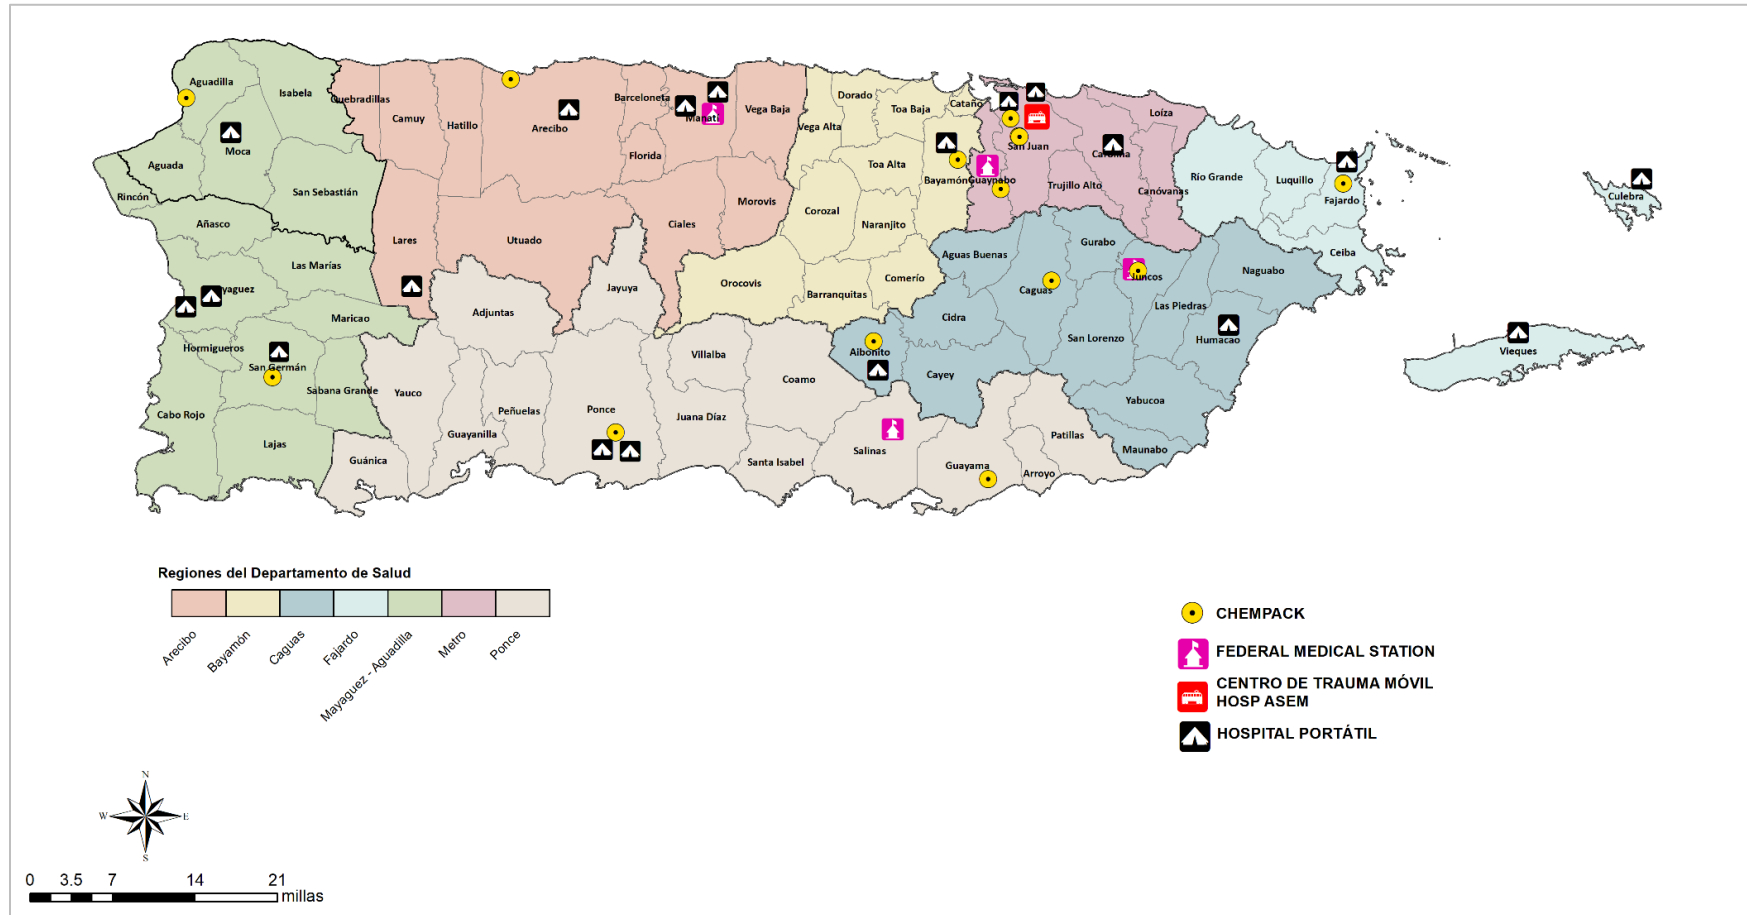 Aguadilla
Isabela
Quebradillas
Camuy
Hatillo
Arecibo
Barceloneta
Manatí
Vega Baja
Florida
Moca
Aguada
Rincón
San Sebastián
Añasco
Las Marías
Lares
Utuado
Ciales
Morovis
Dorado
Toa Baja
Cataño
Vega Alta
Toa Alta
Bayamón
Guaynabo
San Juan
Carolina
Loíza
Trujillo Alto
Canóvanas
Río Grande
Luquillo
Fajardo
Ceiba
Culebra
Vieques
Corozal
Naranjito
Orocovis
Barranquitas
Comerío
Aguas Buenas
Gurabo
Caguas
Juncos
Naguabo
Las Piedras
Humacao
Cidra
San Lorenzo
Aibonito
Cayey
Yabucoa
Maunabo
yaguez
Maricao
Hormigueros
San Germán
Sabana Grande
Cabo Rojo
Lajas
Adjuntas
Jayuya
Yauco
Guánica
Guayanilla
Peñuelas
Ponce
Villalba
Juana Díaz
Coamo
Santa Isabel
Salinas
Guayama
Arroyo
Patillas
Regiones del Departamento de Salud
Arecibo
Bayamón
Caguas
Fajardo
Mayaguez - Aguadilla
Metro
Ponce
CHEMPACK
FEDERAL MEDICAL STATION
CENTRO DE TRAUMA MÓVIL
HOSP ASEM
HOSPITAL PORTÁTIL
N
W E
S
0 3.5 7 14 21
millas